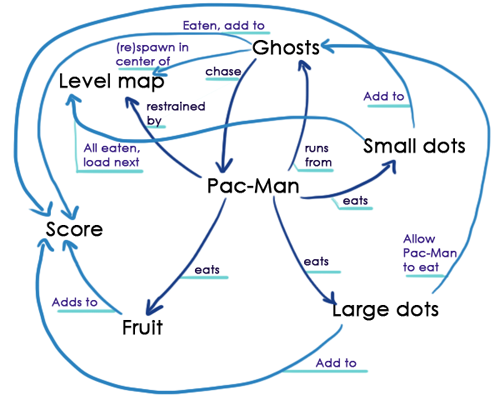 Eaten, add to
(re)spawn in
center of
Ghosts
Level map
chase
restrained
by
Add to
All eaten,
load next
runs
from
Small dots
Pac-Man
eats
Score
Allow
Pac-Man
to eat
eats
eats
Adds to
Fruit
Large dots
Add to